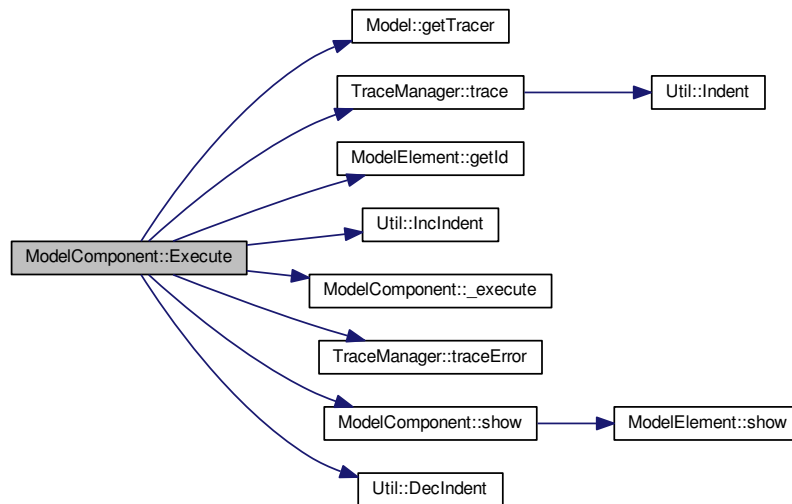 Model::getTracer
TraceManager::trace
Util::Indent
ModelElement::getId
Util::IncIndent
ModelComponent::Execute
ModelComponent::_execute
TraceManager::traceError
ModelComponent::show
ModelElement::show
Util::DecIndent